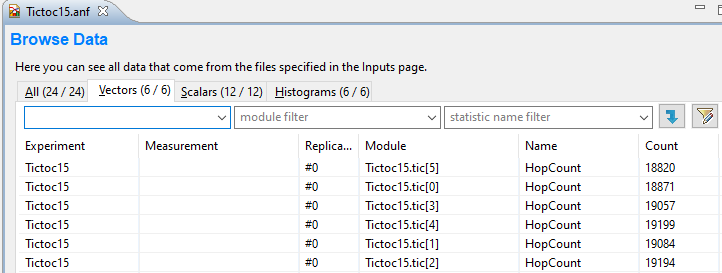 Tictoc15.anf
Browse Data
Here you can see all data that come from the files specified in the Inputs page.
All (24 / 24) Vectors (6 / 6) Scalars (12 / 12) Histograms (6 / 6)
module filter statistic name filter
Experiment Measurement Replica... Module Name Count
Tictoc15 #0 Tictoc15.tic[5] HopCount 18820
Tictoc15 #0 Tictoc15.tic[0] HopCount 18871
Tictoc15 #0 Tictoc15.tic[3] HopCount 19057
Tictoc15 #0 Tictoc15.tic[4] HopCount 19199
Tictoc15 #0 Tictoc15.tic[1] HopCount 19084
Tictoc15 #0 Tictoc15.tic[2] HopCount 19194